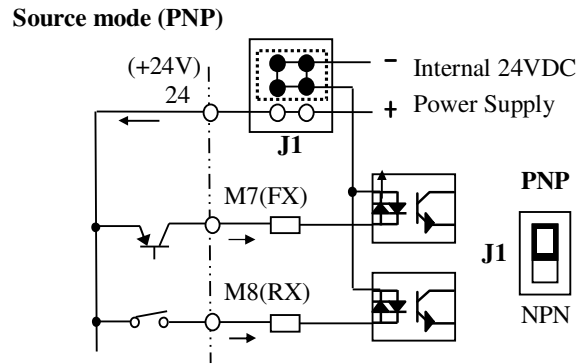 Source mode (PNP)
(+24V)
24
− Internal 24VDC
+ Power Supply
J1
M7(FX)
PNP
J1
M8(RX)
NPN